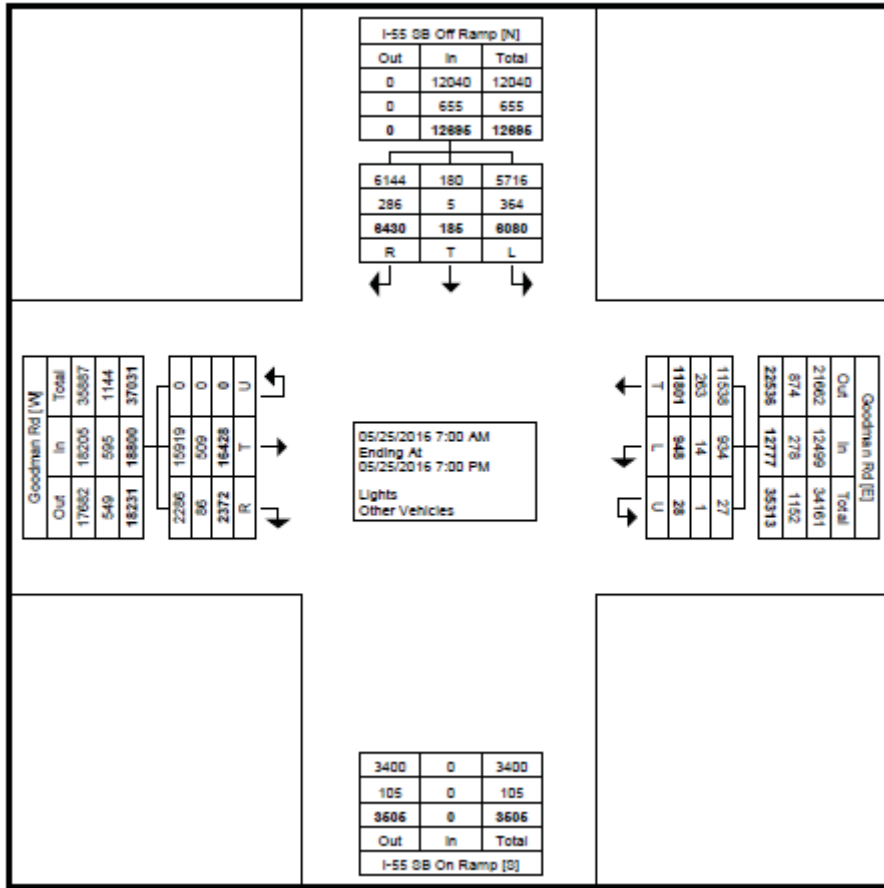 I-55 SB Off Ramp [N]
Out In Total
0 12040 12040
0 655 655
0 12695 12695
6144 180 5716
286 5 364
6430 185 6080
R T L
Goodman Rd [W]
Out In Total
17682 18205 35887
549 595 1144
18231 18800 37031
2286 15919 0
86 509 0
2372 16428 0
R T U
05/25/2016 7:00 AM
Ending At
05/25/2016 7:00 PM
Lights
Other Vehicles
Goodman Rd [E]
Out In Total
21662 12499 34161
874 278 1152
22536 12777 35313
11538 934 27
263 14 1
11801 948 28
T L U
3400 0 3400
105 0 105
3505 0 3505
Out In Total
I-55 SB On Ramp [S]